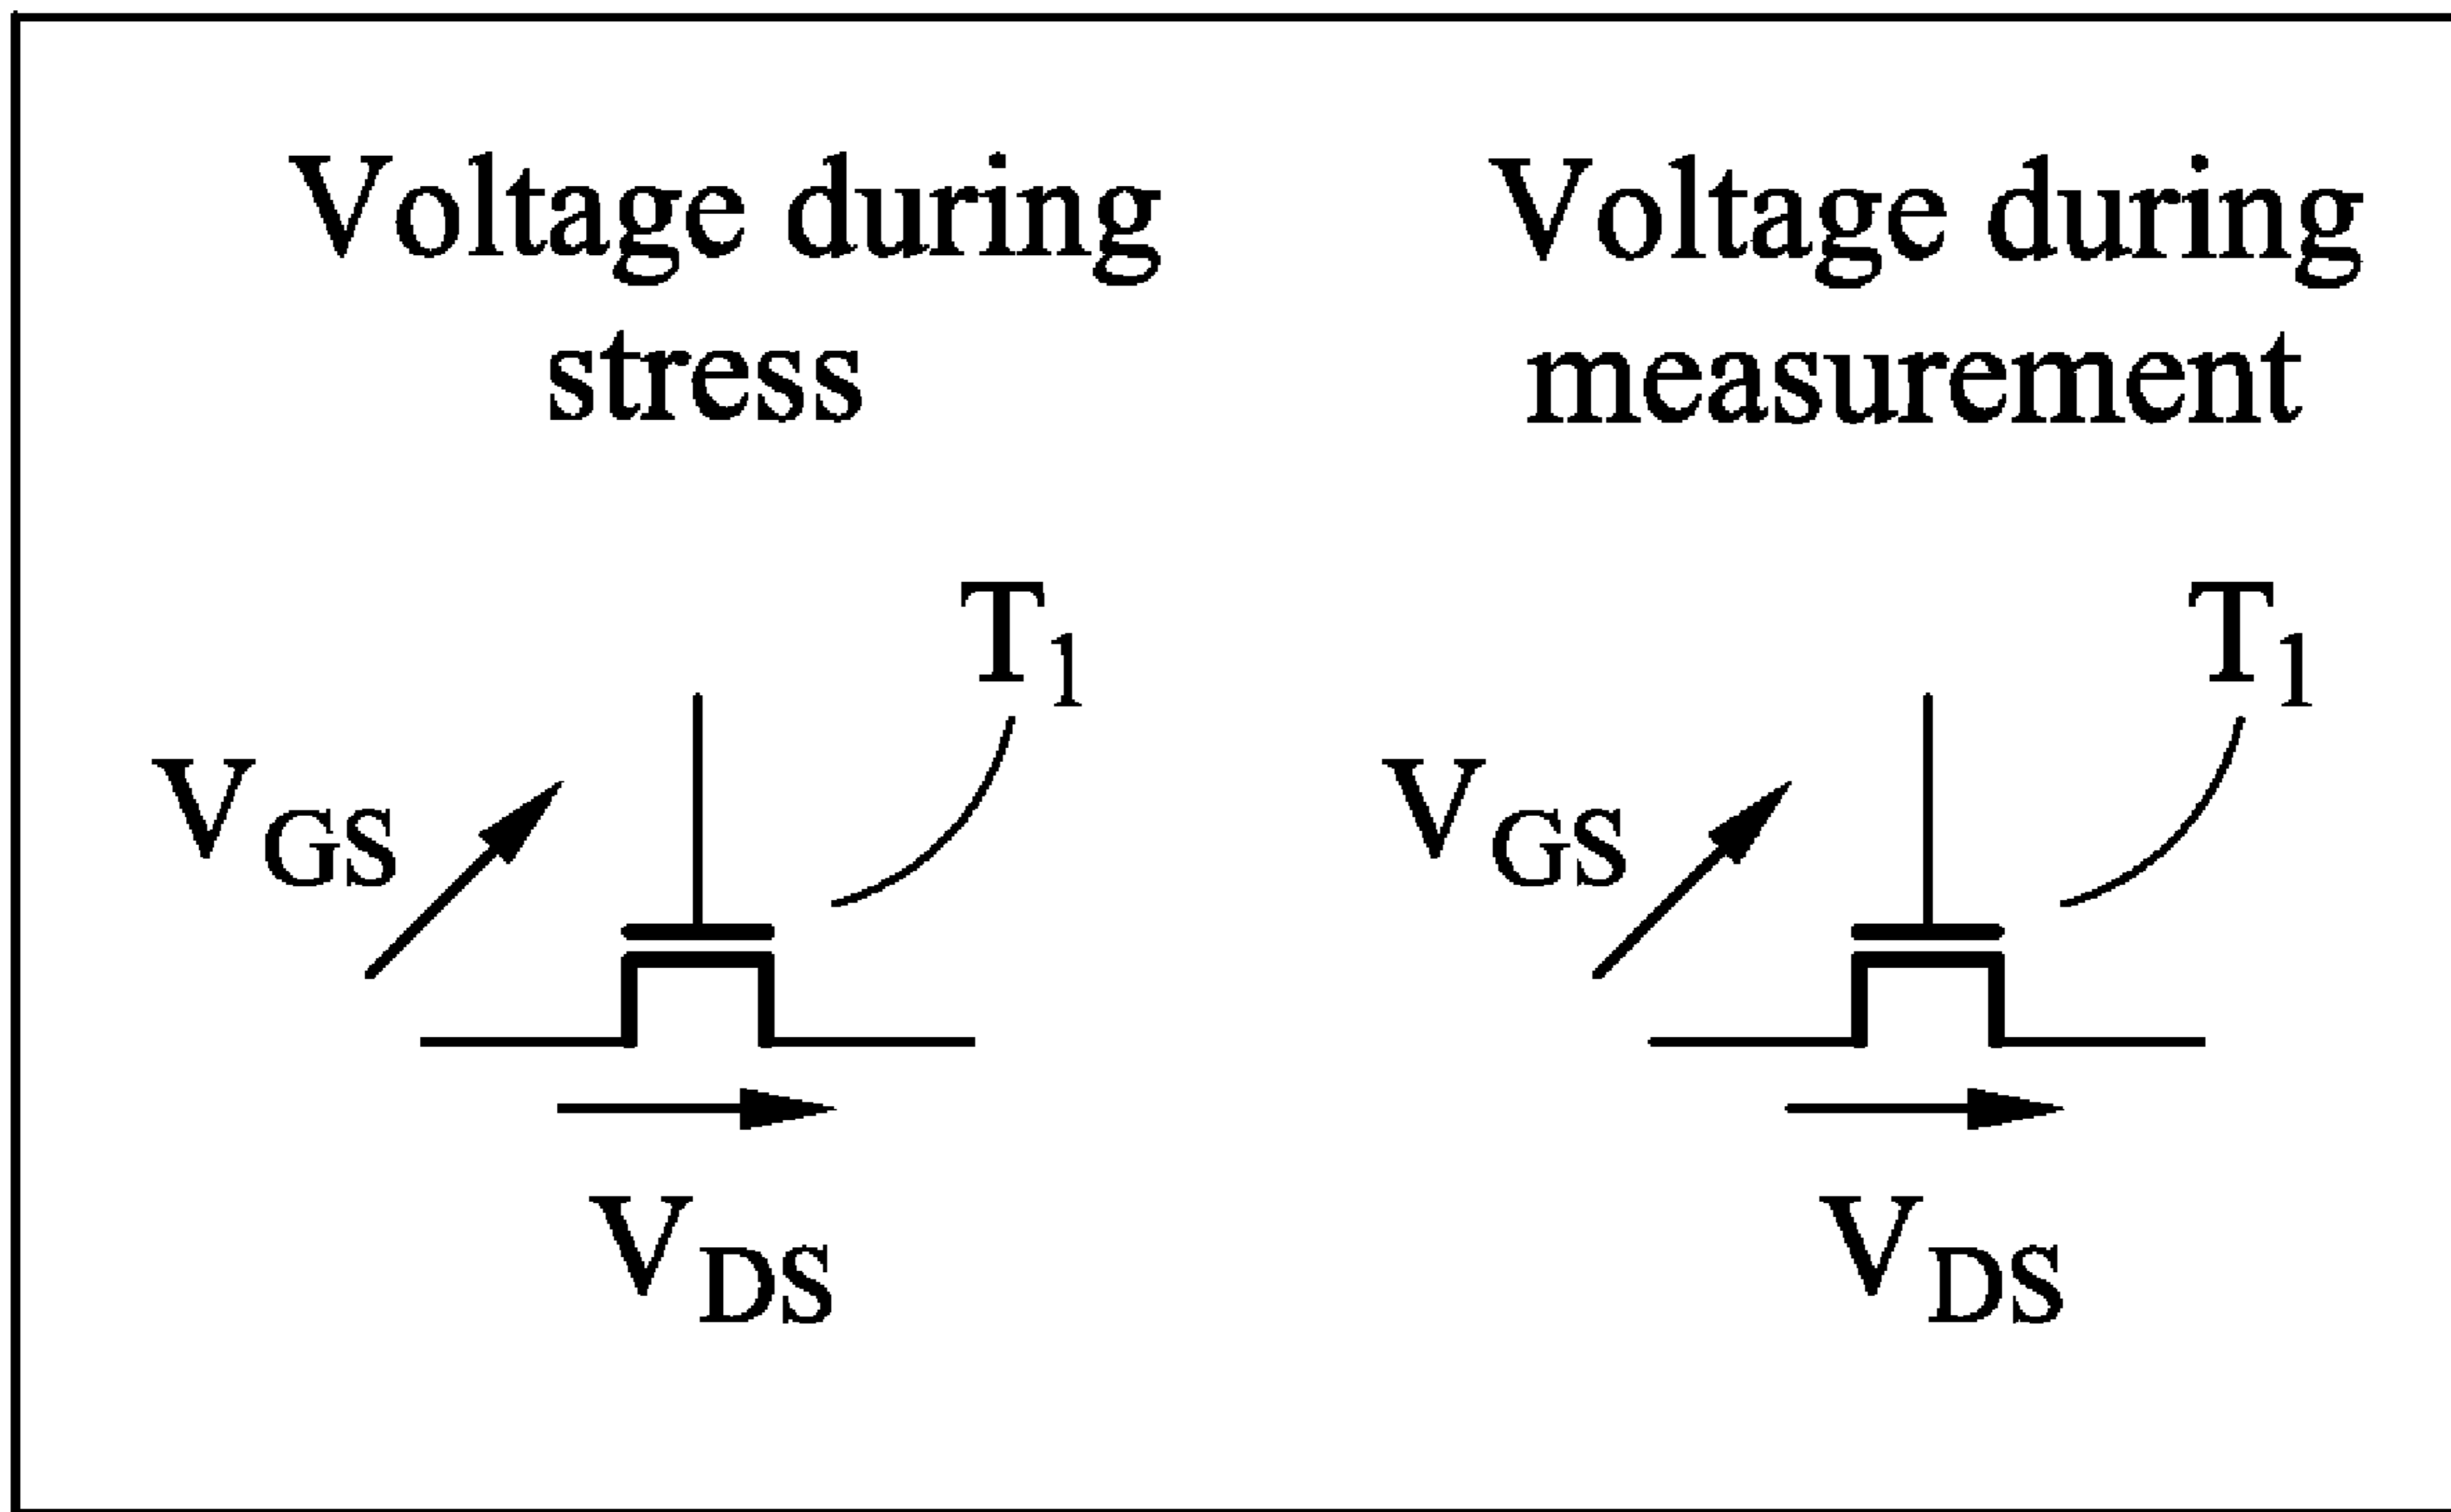 Voltage during
stress
Voltage during
measurement
T1
VGS
VDS
T1
VGS
VDS